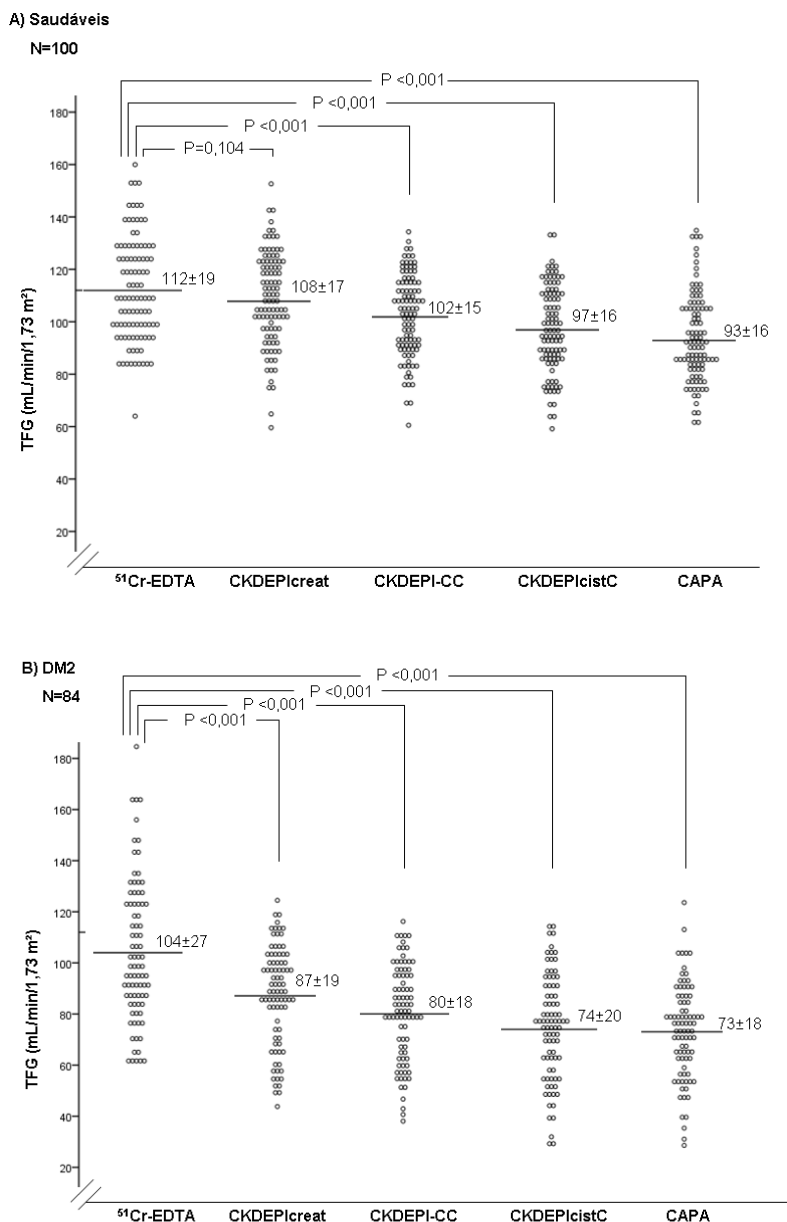 A) Saudáveis
N=100
P <0,001
P <0,001
P <0,001
P=0,104
180
160
140
120
100
80
60
40
20
TFG (mL/min/1,73 m²)
112±19
108±17
102±15
97±16
93±16
⁵¹Cr-EDTA CKDEPIcreat CKDEPI-CC CKDEPIcistC CAPA
B) DM2
N=84
P <0,001
P <0,001
P <0,001
P <0,001
180
160
140
120
100
80
60
40
20
TFG (mL/min/1,73 m²)
104±27
87±19
80±18
74±20
73±18
⁵¹Cr-EDTA CKDEPIcreat CKDEPI-CC CKDEPIcistC CAPA